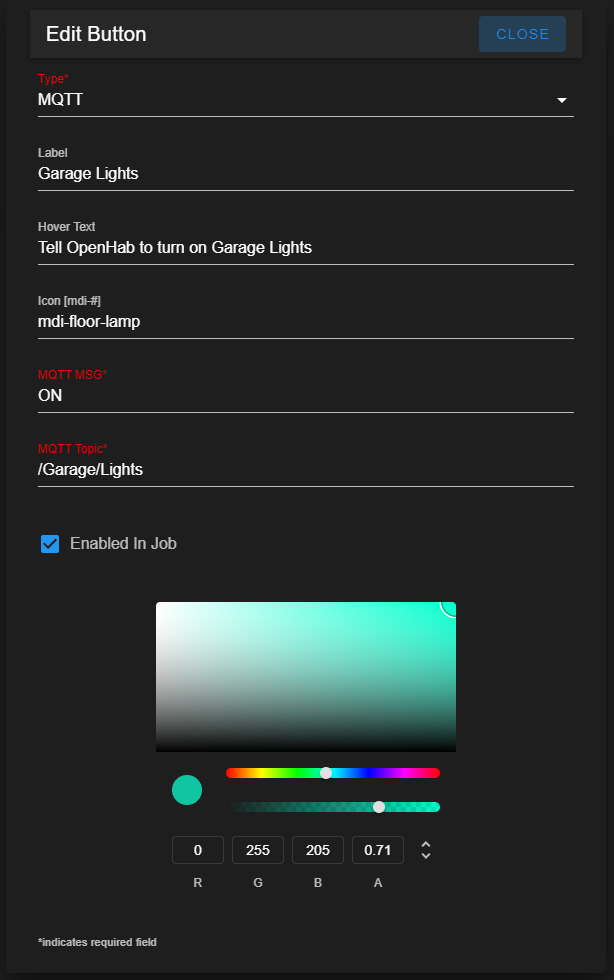 Edit Button
CLOSE
Type*
MQTT
Label
Garage Lights
Hover Text
Tell OpenHab to turn on Garage Lights
Icon [mdi-#]
mdi-floor-lamp
MQTT MSG*
ON
MQTT Topic*
/Garage/Lights
Enabled In Job
0 255 205 0.71
R G B A
*indicates required field